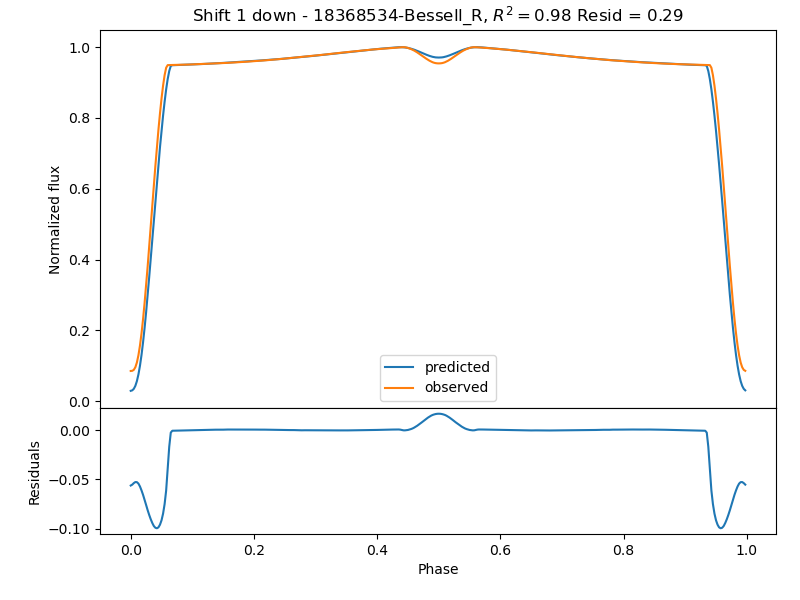 Shift 1 down - 18368534-Bessell_R, R² = 0.98 Resid = 0.29
Normalized flux
1.0
0.8
0.6
0.4
0.2
0.0
predicted
observed
Residuals
0.00
−0.05
−0.10
0.0 0.2 0.4 0.6 0.8 1.0
Phase